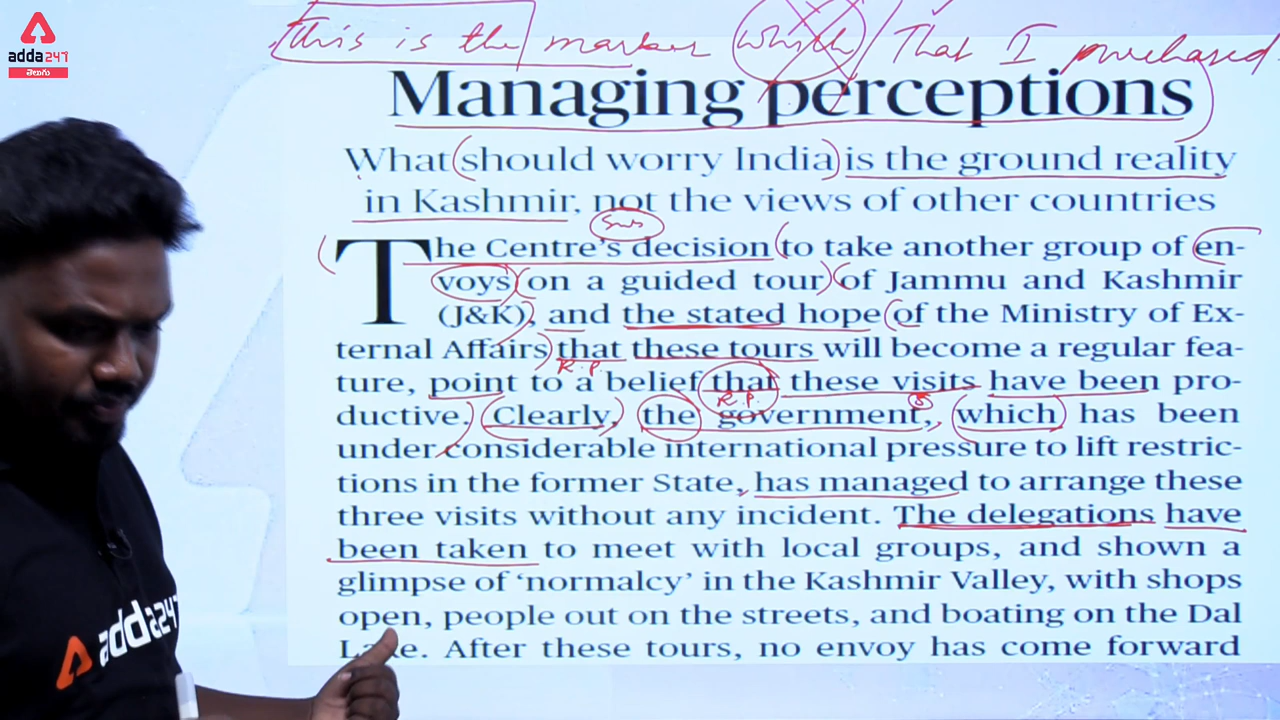 adda247
తెలుగు
This is the marker which / That I purchased.
Managing perceptions
What (should worry India) is the ground reality
in Kashmir, not the views of other countries
Sub
The Centre's decision (to take another group of en-
voys) (on a guided tour) (of Jammu and Kashmir
(J&K), and the stated hope (of the Ministry of Ex-
ternal Affairs) that these tours will become a regular fea-
R.P.
ture, point to a belief that these visits have been pro-
R.P.
S
ductive. (Clearly,) the government, (which) has been
under considerable international pressure to lift restric-
tions in the former State, has managed to arrange these
three visits without any incident. The delegations have
been taken to meet with local groups, and shown a
glimpse of 'normalcy' in the Kashmir Valley, with shops
open, people out on the streets, and boating on the Dal
Lake. After these tours, no envoy has come forward
adda247